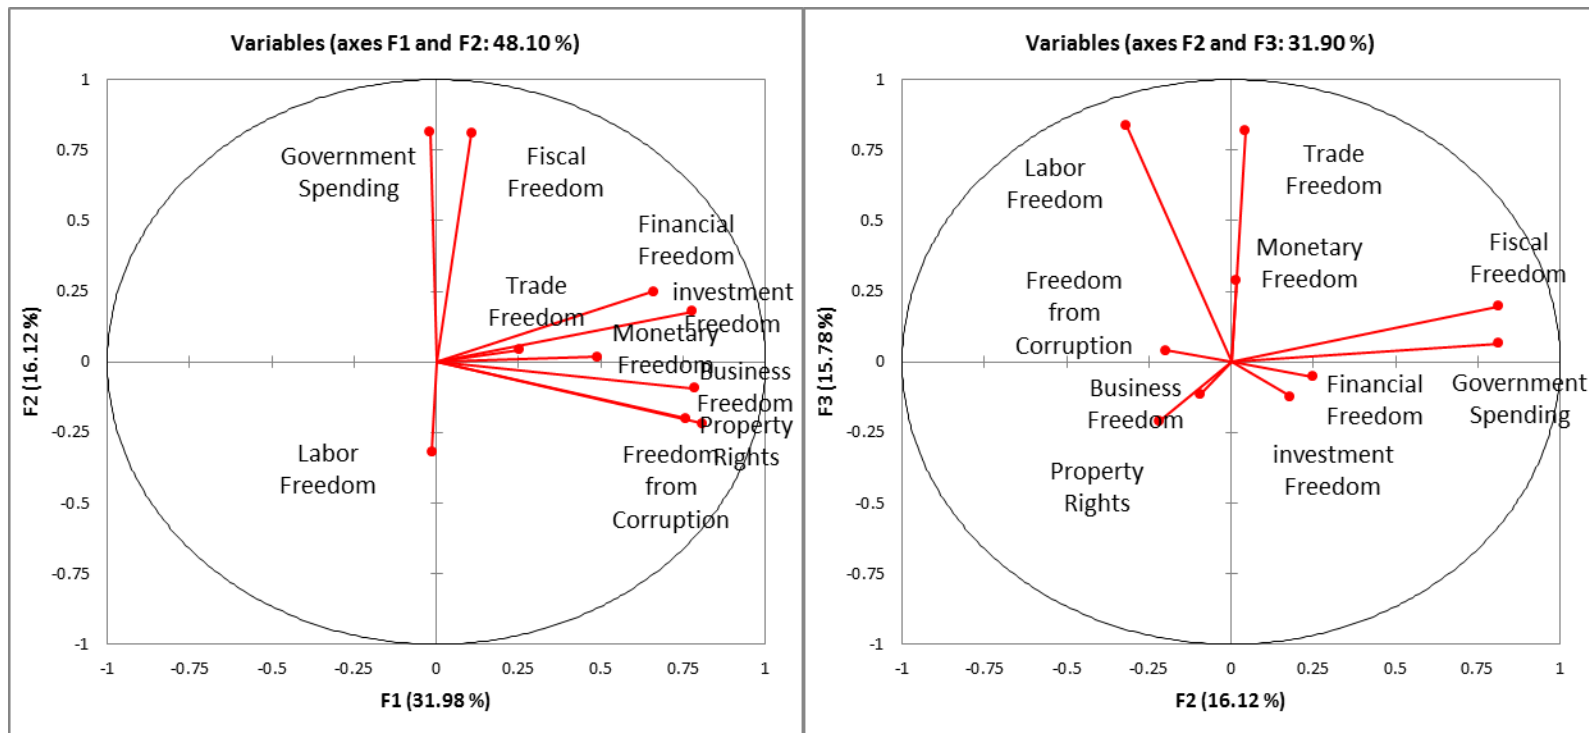 Variables (axes F1 and F2: 48.10 %)
1
0.75
0.5
0.25
0
-0.25
-0.5
-0.75
-1
F2 (16.12 %)
Government
Spending
Fiscal
Freedom
Financial
Freedom
Trade
Freedom
investment
Freedom
Monetary
Freedom
Business
Freedom
Property
Rights
Freedom
from
Corruption
Labor
Freedom
-1
-0.75
-0.5
-0.25
0
0.25
0.5
0.75
1
F1 (31.98 %)
Variables (axes F2 and F3: 31.90 %)
1
0.75
0.5
0.25
0
-0.25
-0.5
-0.75
-1
F3 (15.78 %)
Labor
Freedom
Trade
Freedom
Monetary
Freedom
Fiscal
Freedom
Freedom
from
Corruption
Business
Freedom
Financial
Freedom
Government
Spending
Property
Rights
investment
Freedom
-1
-0.75
-0.5
-0.25
0
0.25
0.5
0.75
1
F2 (16.12 %)